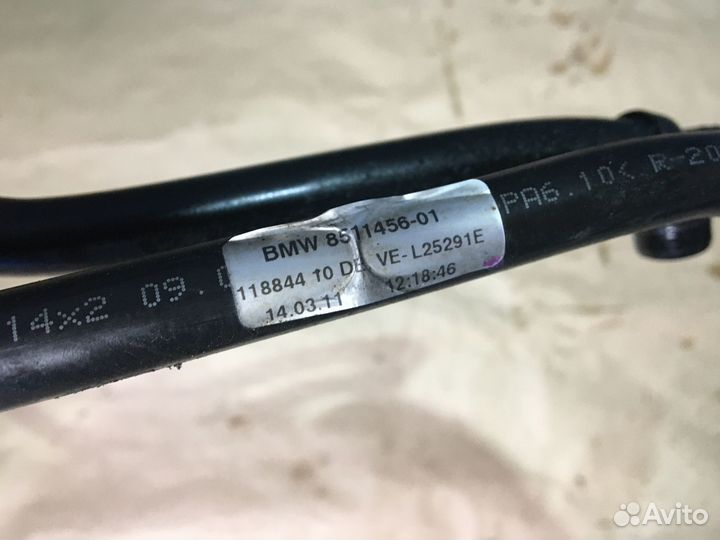 BMW 8511456-01
118844 10 DE VE- L25291E
14.03.11 12:18:46
14x2 09.0
PA6.10< R-20
Avito